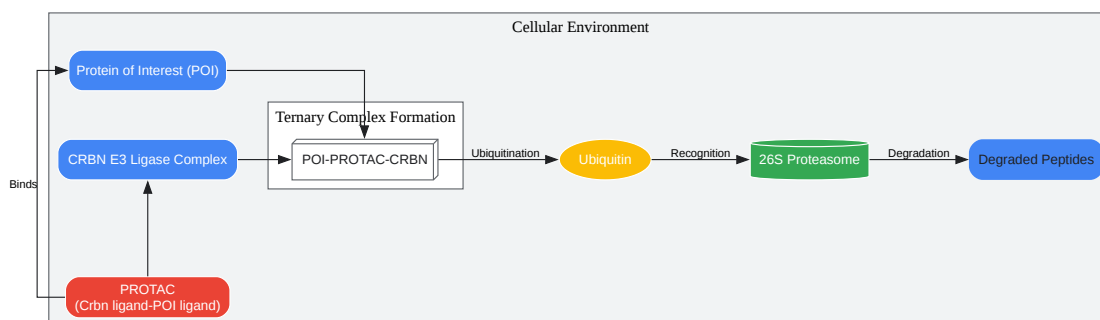 Cellular Environment
Protein of Interest (POI)
Ternary Complex Formation
CRBN E3 Ligase Complex
POI-PROTAC-CRBN
Ubiquitination
Ubiquitin
Recognition
26S Proteasome
Degradation
Degraded Peptides
Binds
PROTAC
(Crbn ligand-POI ligand)